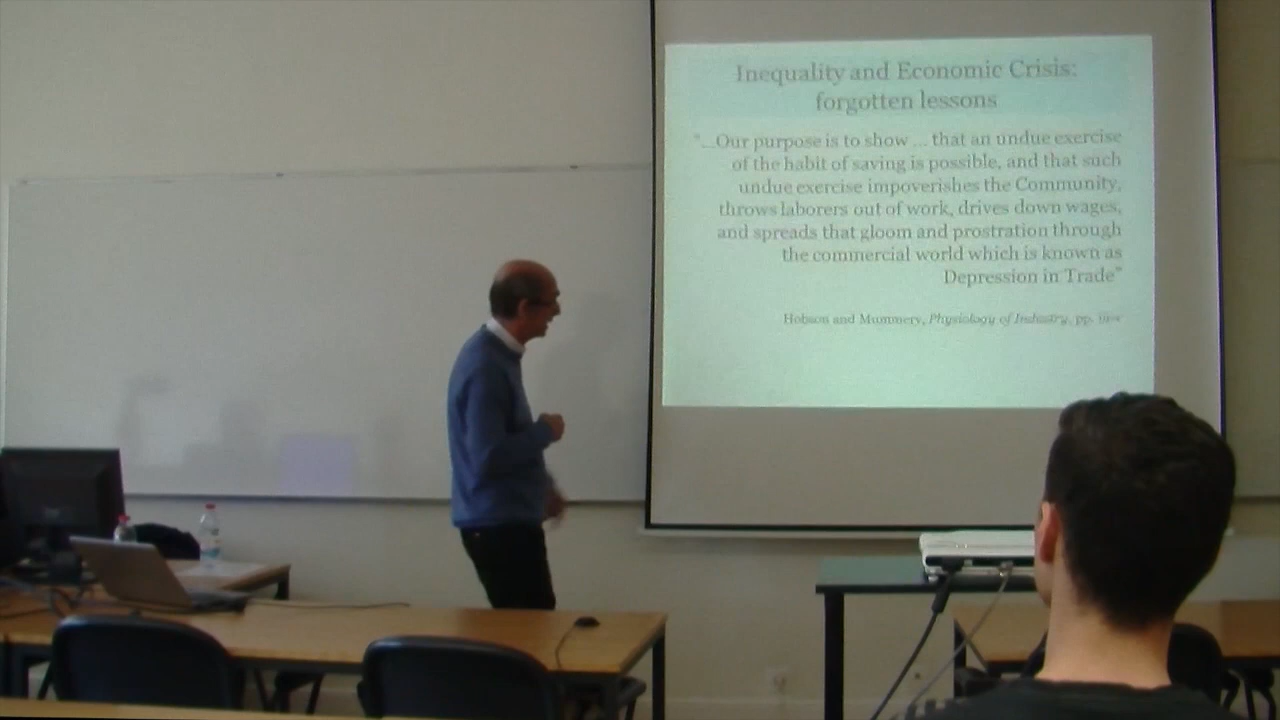 Inequality and Economic Crisis:
forgotten lessons
"...Our purpose is to show ... that an undue exercise
of the habit of saving is possible, and that such
undue exercise impoverishes the Community,
throws laborers out of work, drives down wages,
and spreads that gloom and prostration through
the commercial world which is known as
Depression in Trade"
Hobson and Mummery, Physiology of Industry, pp.